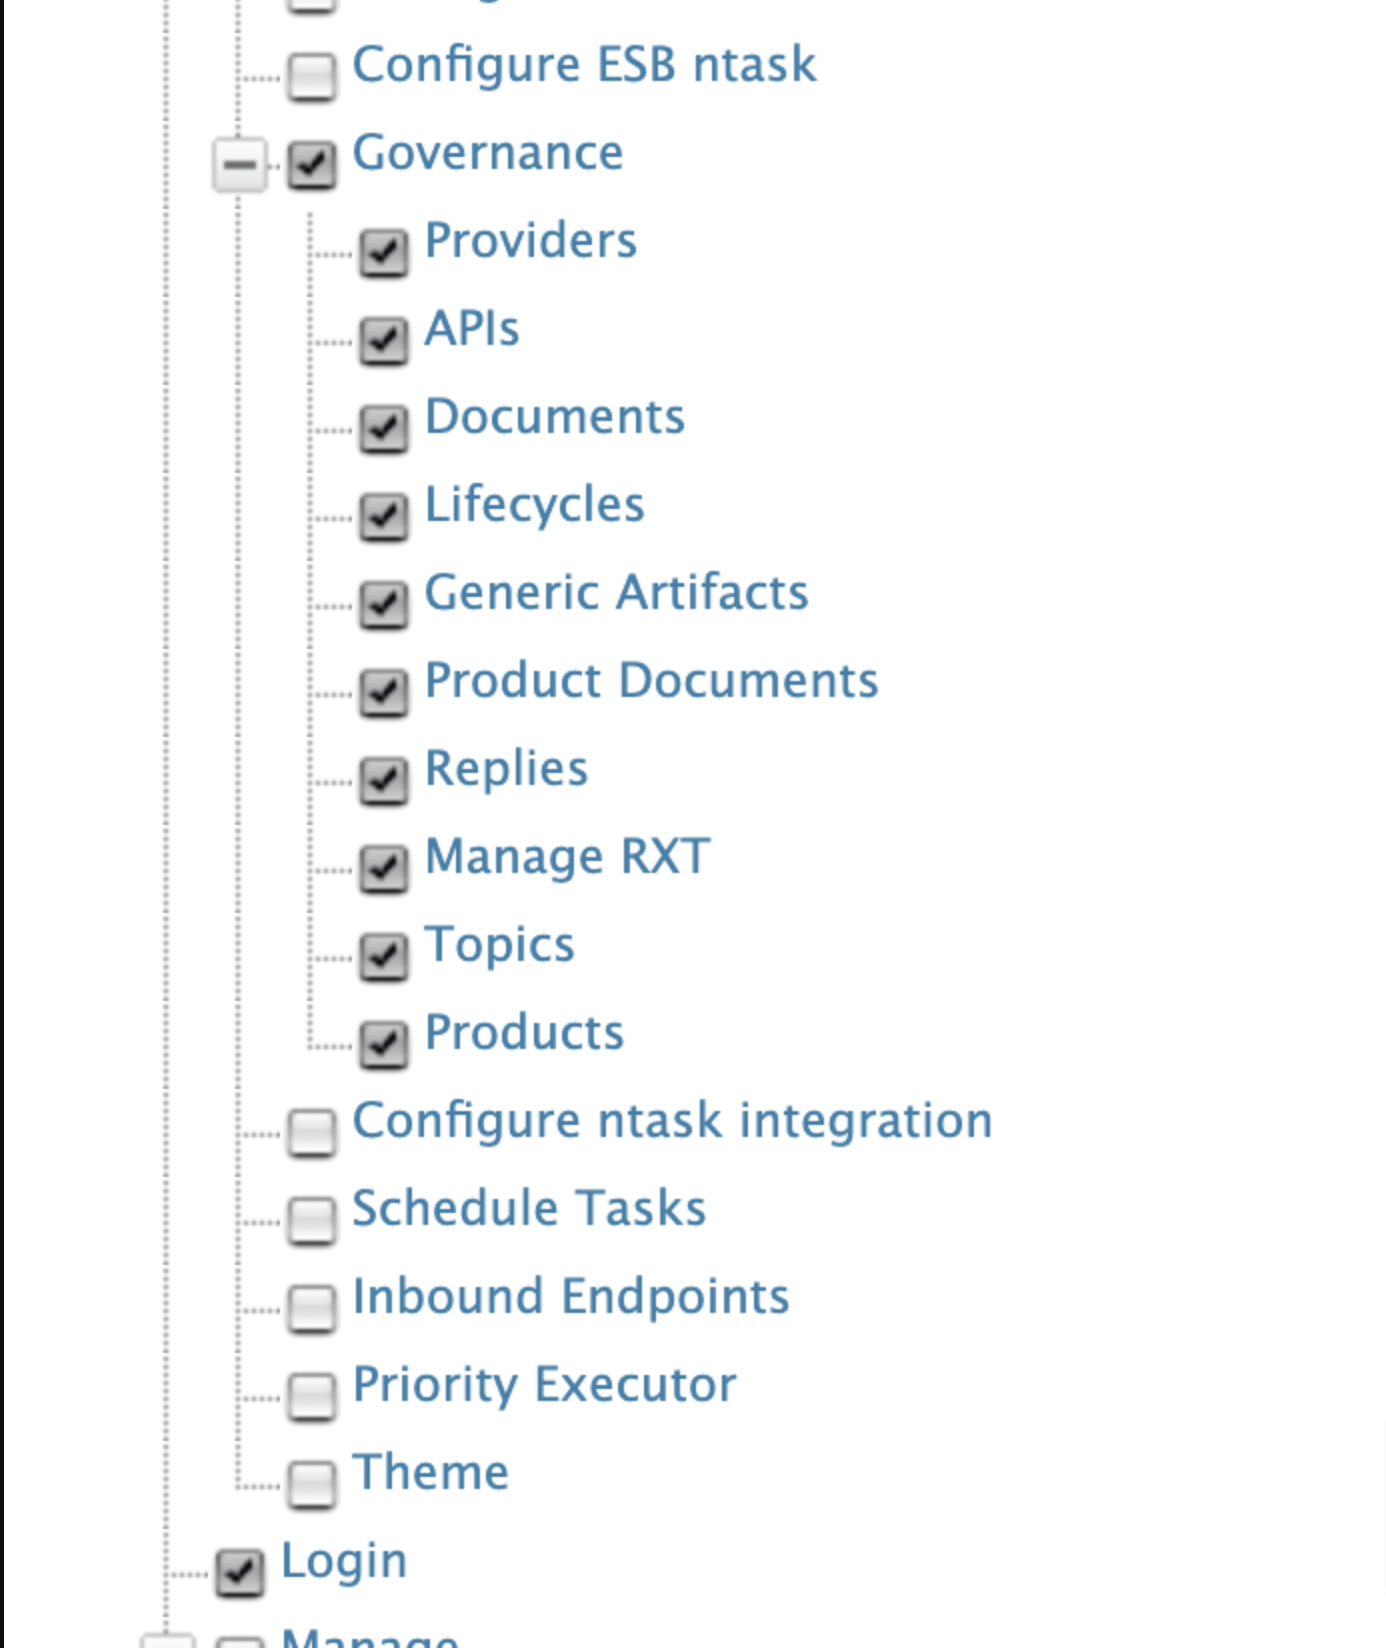 Configure ESB ntask
Governance
Providers
APIs
Documents
Lifecycles
Generic Artifacts
Product Documents
Replies
Manage RXT
Topics
Products
Configure ntask integration
Schedule Tasks
Inbound Endpoints
Priority Executor
Theme
Login
Manage